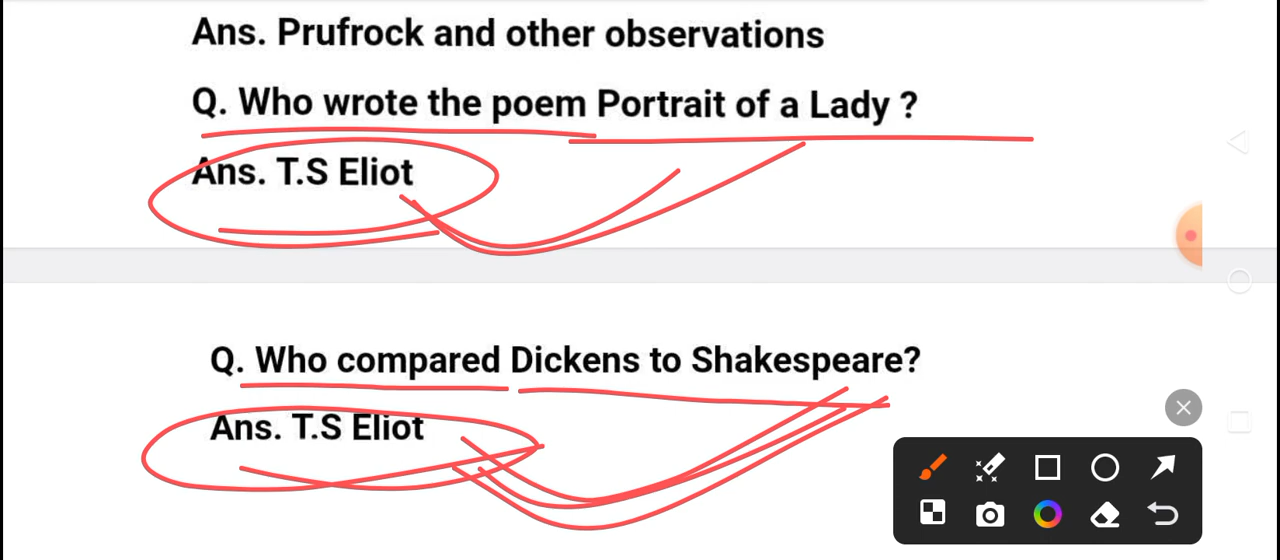 Ans. Prufrock and other observations
Q. Who wrote the poem Portrait of a Lady ?
Ans. T.S Eliot
Q. Who compared Dickens to Shakespeare?
Ans. T.S Eliot